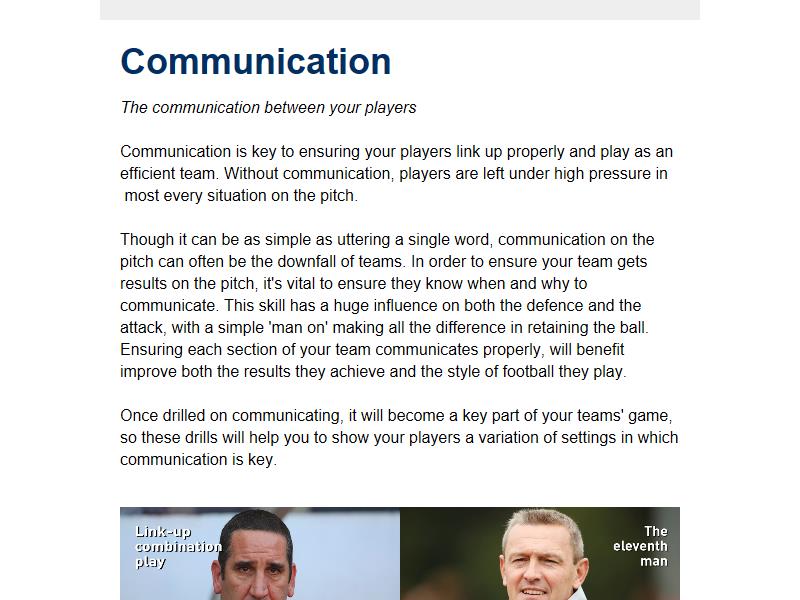 Communication
The communication between your players
Communication is key to ensuring your players link up properly and play as an
efficient team. Without communication, players are left under high pressure in
most every situation on the pitch.
Though it can be as simple as uttering a single word, communication on the
pitch can often be the downfall of teams. In order to ensure your team gets
results on the pitch, it's vital to ensure they know when and why to
communicate. This skill has a huge influence on both the defence and the
attack, with a simple 'man on' making all the difference in retaining the ball.
Ensuring each section of your team communicates properly, will benefit
improve both the results they achieve and the style of football they play.
Once drilled on communicating, it will become a key part of your teams' game,
so these drills will help you to show your players a variation of settings in which
communication is key.
Link-up
combination
play
The
eleventh
man